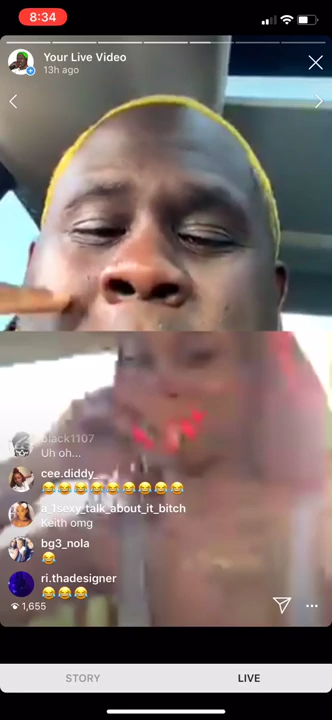 8:34
Your Live Video
13h ago
black1107
Uh oh...
cee.diddy_
😂😂😂😂😂😂😂😂😂
a_1sexy_talk_about_it_bitch
Keith omg
bg3_nola
😂
ri.thadesigner
😂😂😂
1,655
STORY LIVE